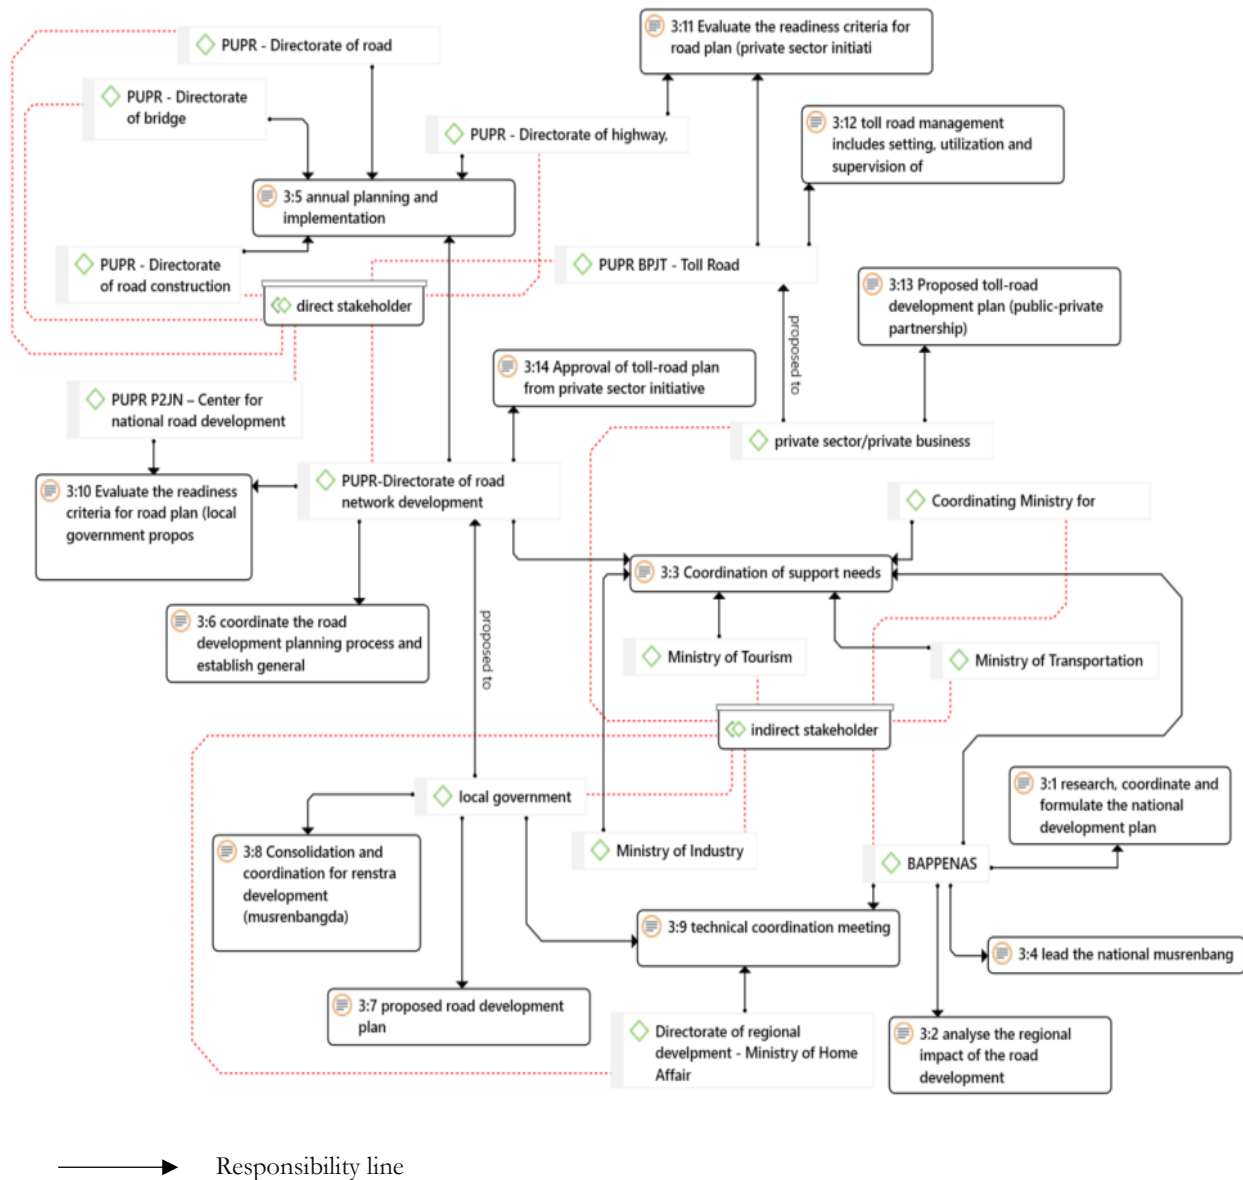 PUPR - Directorate of road
3:11 Evaluate the readiness criteria for
road plan (private sector initiati
PUPR - Directorate
of bridge
PUPR - Directorate of highway,
3:12 toll road management
includes setting, utilization and
supervision of
3:5 annual planning and
implementation
PUPR - Directorate
of road construction
PUPR BPJT - Toll Road
direct stakeholder
3:13 Proposed toll-road
development plan (public-private
partnership)
proposed to
3:14 Approval of toll-road plan
from private sector initiative
PUPR P2JN – Center for
national road development
private sector/private business
3:10 Evaluate the readiness
criteria for road plan (local
government propos
PUPR-Directorate of road
network development
Coordinating Ministry for
3:3 Coordination of support needs
3:6 coordinate the road
development planning process and
establish general
proposed to
Ministry of Tourism
Ministry of Transportation
indirect stakeholder
local government
3:1 research, coordinate and
formulate the national
development plan
3:8 Consolidation and
coordination for renstra
development
(musrenbangda)
Ministry of Industry
BAPPENAS
3:9 technical coordination meeting
3:4 lead the national musrenbang
3:7 proposed road development
plan
Directorate of regional
develpment - Ministry of Home
Affair
3:2 analyse the regional
impact of the road
development
Responsibility line